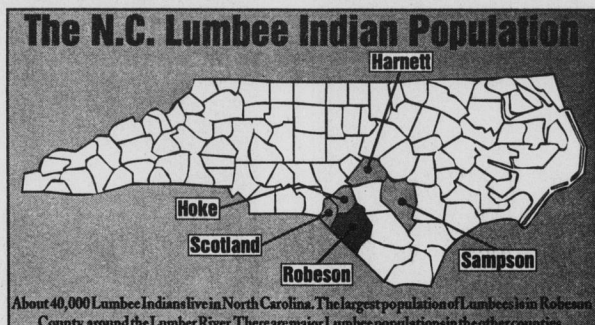 The N.C. Lumbee Indian Population
Harnett
Hoke
Scotland
Robeson
Sampson
About 40,000 Lumbee Indians live in North Carolina. The largest population of Lumbees is in Robeson
County around the Lumber River. There are major Lumbee populations in the other counties